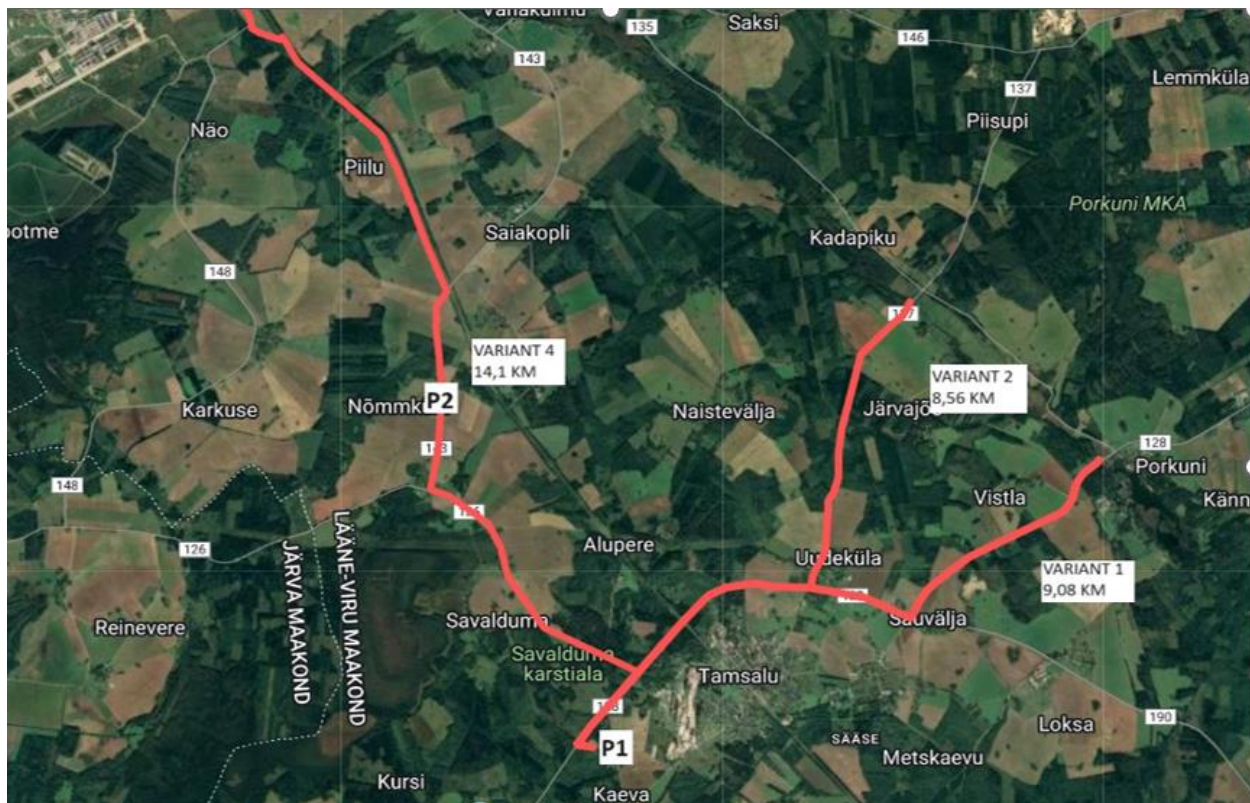 Saksi
135
146
143
137
Lemmküla
Piisupi
Näo
Piilu
Porkuni MKA
Saiakopli
Kadapiku
148
VARIANT 4
14,1 KM
VARIANT 2
8,56 KM
Karkuse
P2
Naistevälja
128
Porkuni
148
Vistla
126
Alupere
Uudeküla
LÄÄNE-VIRU MAAKOND
JÄRVA MAAKOND
VARIANT 1
9,08 KM
Reinevere
Savalduma
Sauvälja
Savalduma
karstiala
Tamsalu
190
Loksa
SÄÄSE
P1
Metskaevu
Kursi
Kaeva